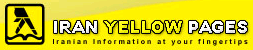 IRAN YELLOW PAGES
Iranian Information at your fingertips